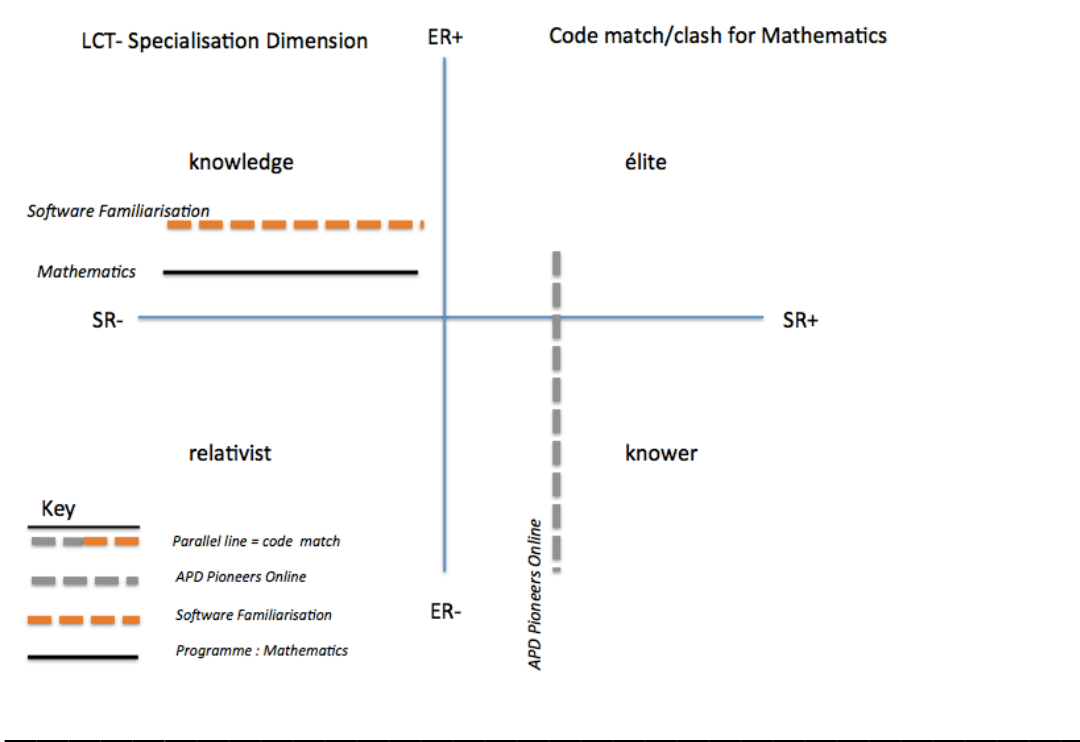 LCT- Specialisation Dimension
ER+
Code match/clash for Mathematics
knowledge
élite
Software Familiarisation
Mathematics
SR-
SR+
relativist
knower
Key
Parallel line = code match
APD Pioneers Online
Software Familiarisation
Programme : Mathematics
ER-
APD Pioneers Online